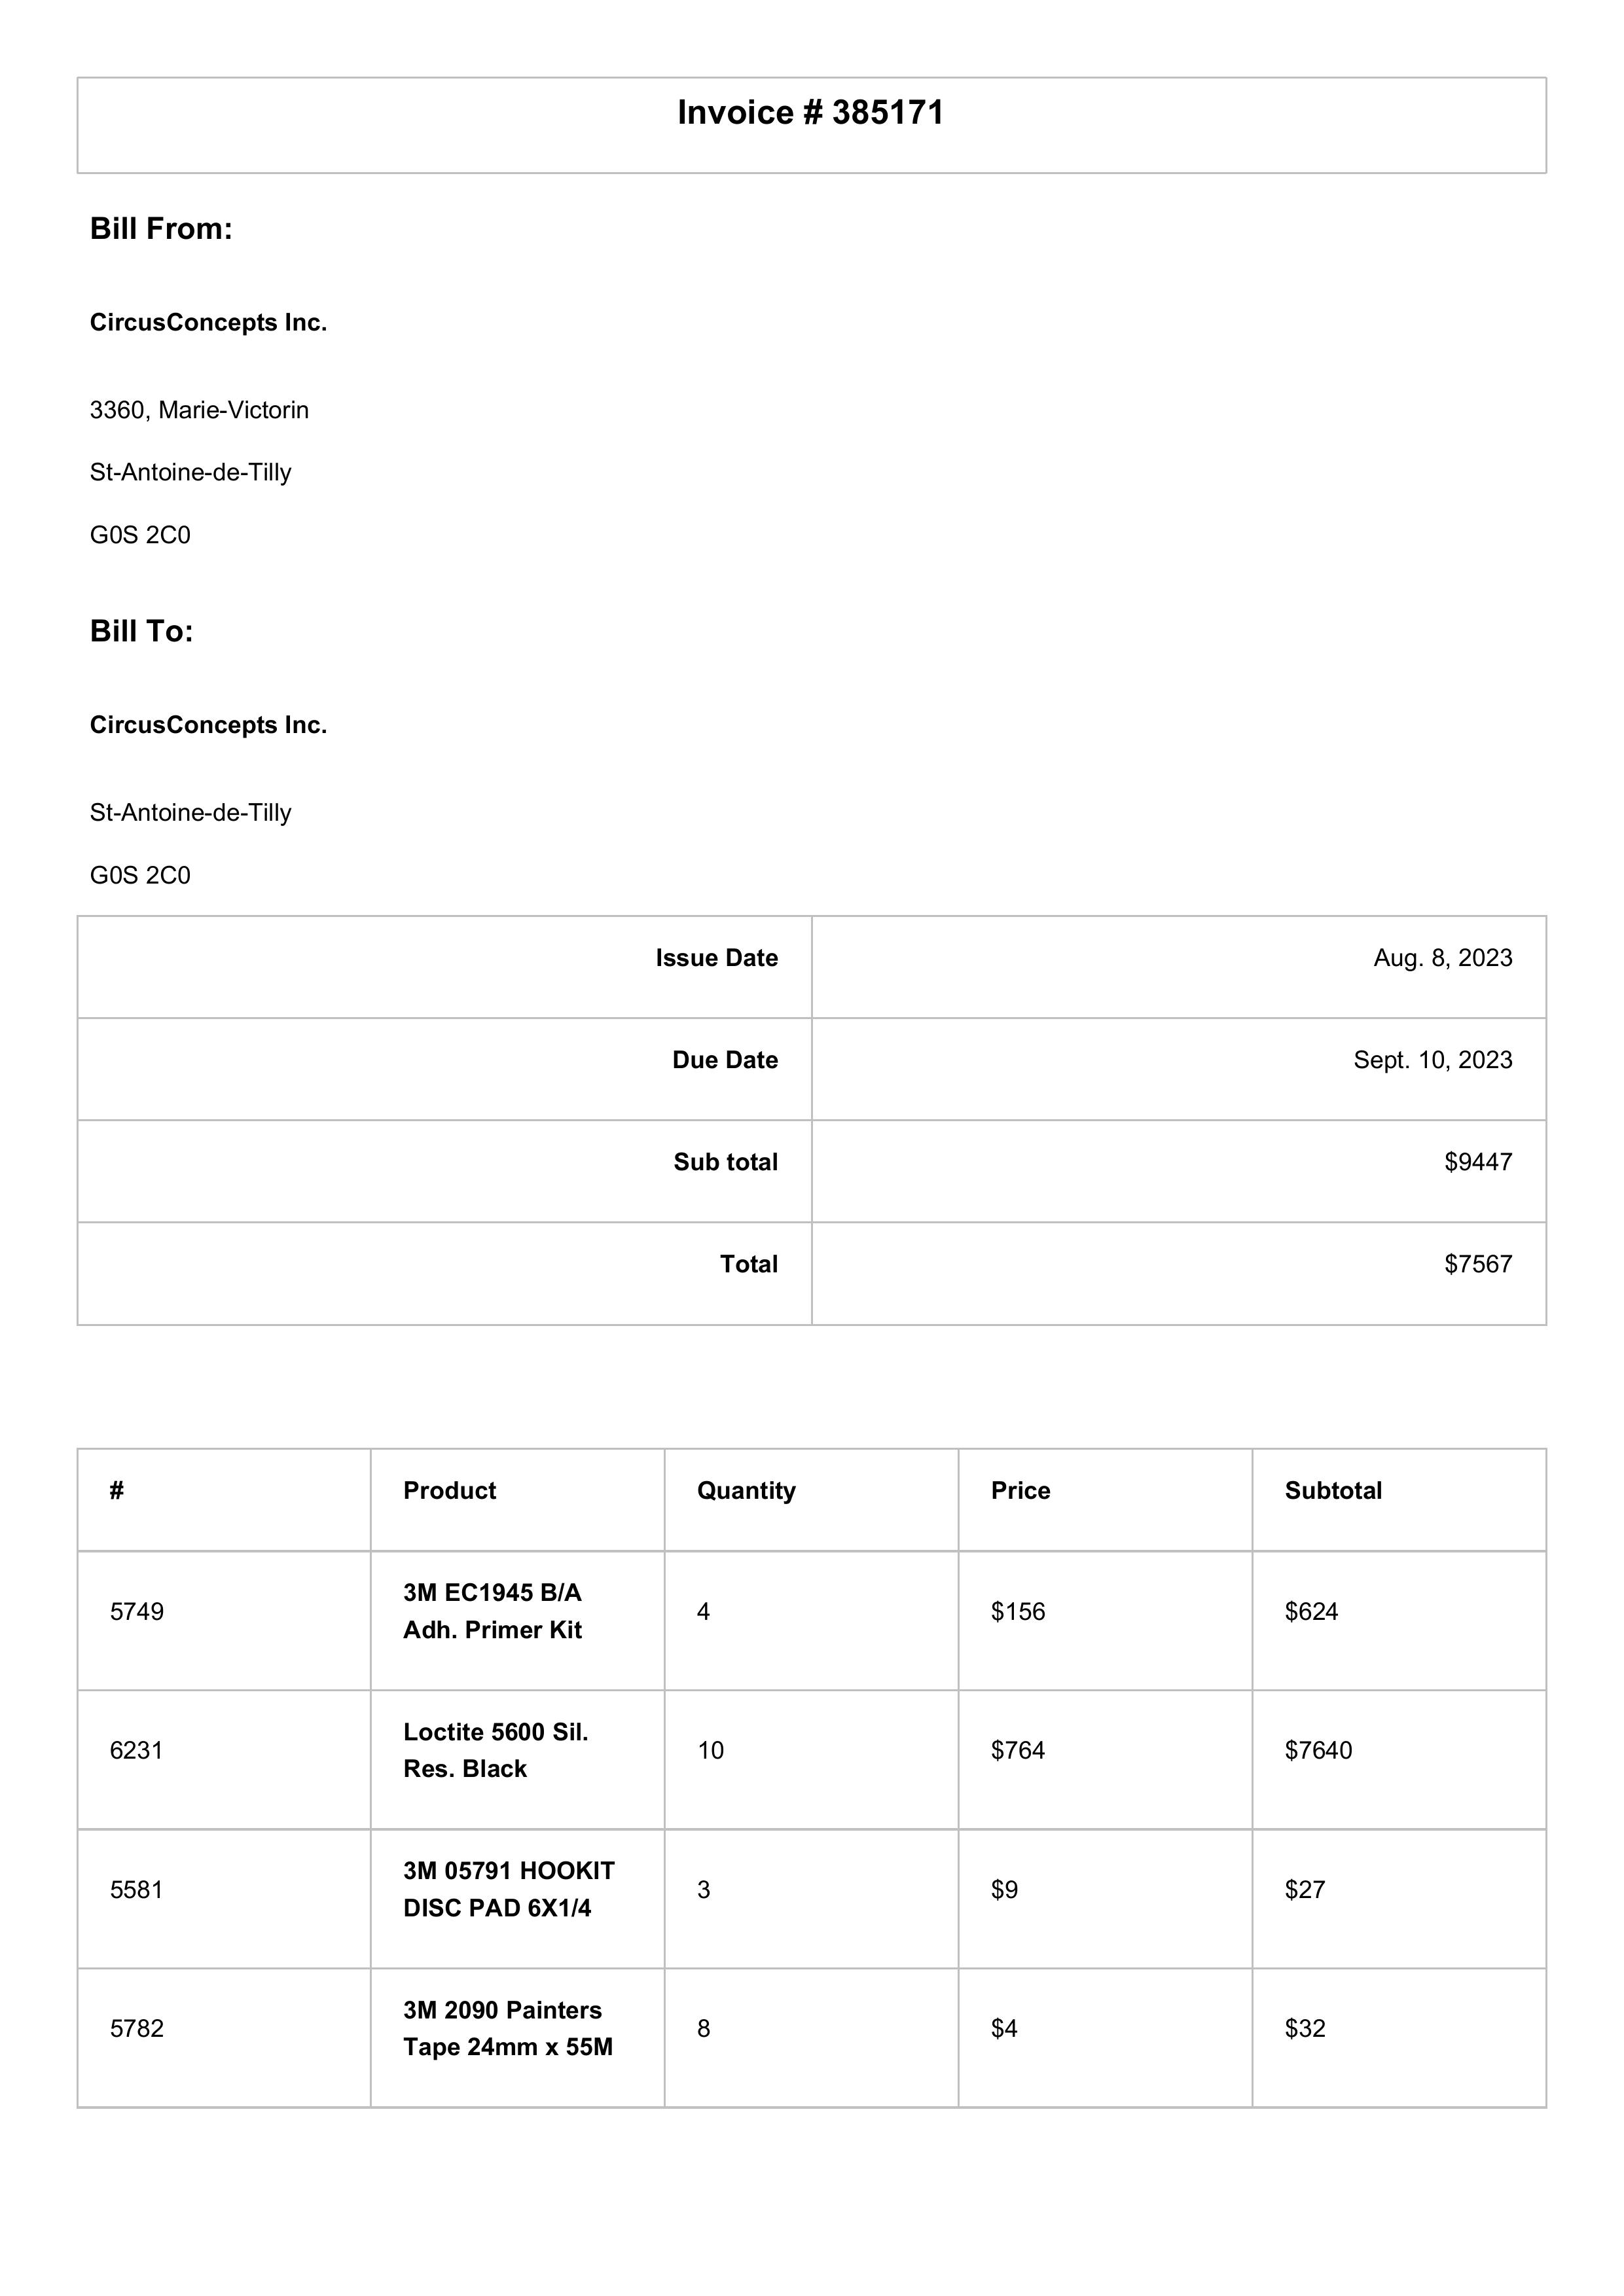 Invoice # 385171
Bill From:
CircusConcepts Inc.
3360, Marie-Victorin
St-Antoine-de-Tilly
G0S 2C0
Bill To:
CircusConcepts Inc.
St-Antoine-de-Tilly
G0S 2C0
Issue Date Aug. 8, 2023
Due Date Sept. 10, 2023
Sub total $9447
Total $7567
# Product Quantity Price Subtotal
5749 3M EC1945 B/A 4 $156 $624
Adh. Primer Kit
6231 Loctite 5600 Sil. 10 $764 $7640
Res. Black
5581 3M 05791 HOOKIT 3 $9 $27
DISC PAD 6X1/4
5782 3M 2090 Painters 8 $4 $32
Tape 24mm x 55M